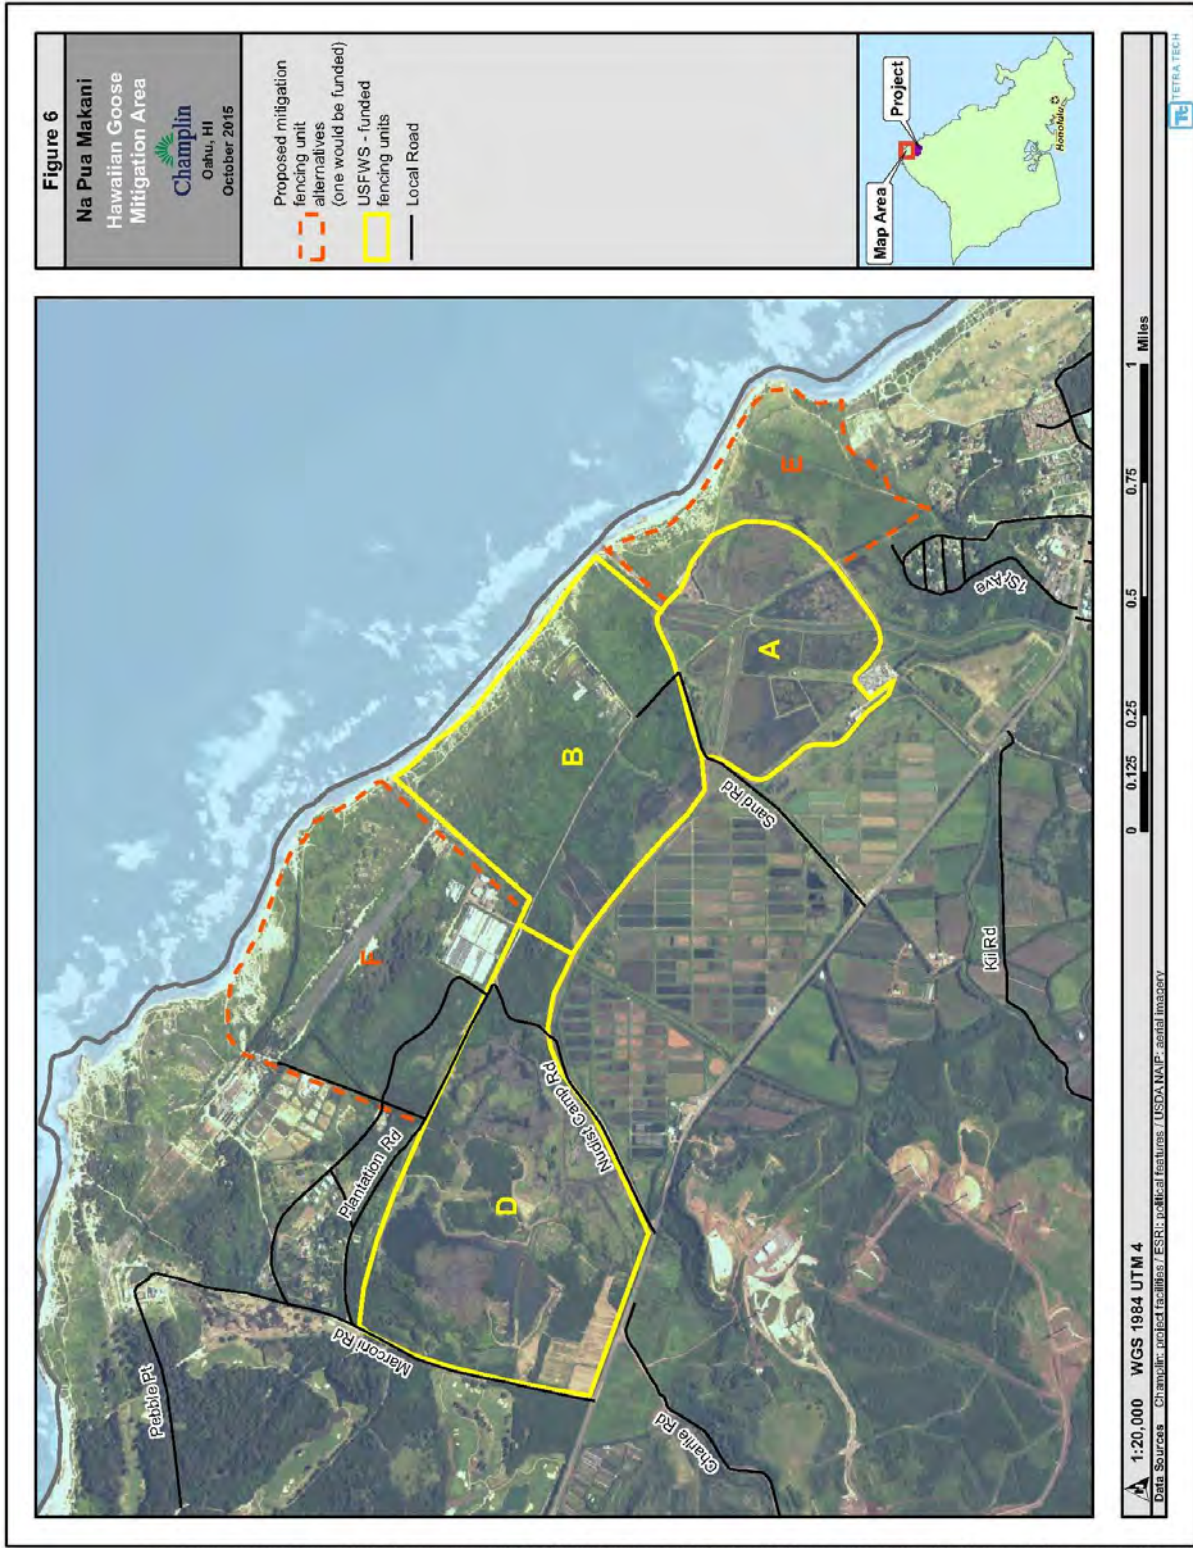 Figure 6
Na Pua Makani
Hawaiian Goose
Mitigation Area
Champlin
Oahu, HI
October 2015
Proposed mitigation
fencing unit
alternatives
(one would be funded)
USFWS - funded
fencing units
Local Road
Map Area
Project
Honolulu
Pebble Pt
Marconi Rd
Plantation Rd
F
D
Nudist Camp Rd
B
E
A
Sand Rd
1St Ave
Charlie Rd
Kii Rd
1:20,000 WGS 1984 UTM 4
0 0.125 0.25 0.5 0.75 1
Miles
Data Sources Champlin: project facilities / ESRI: political features / USDA NAIP: aerial imagery
TETRA TECH